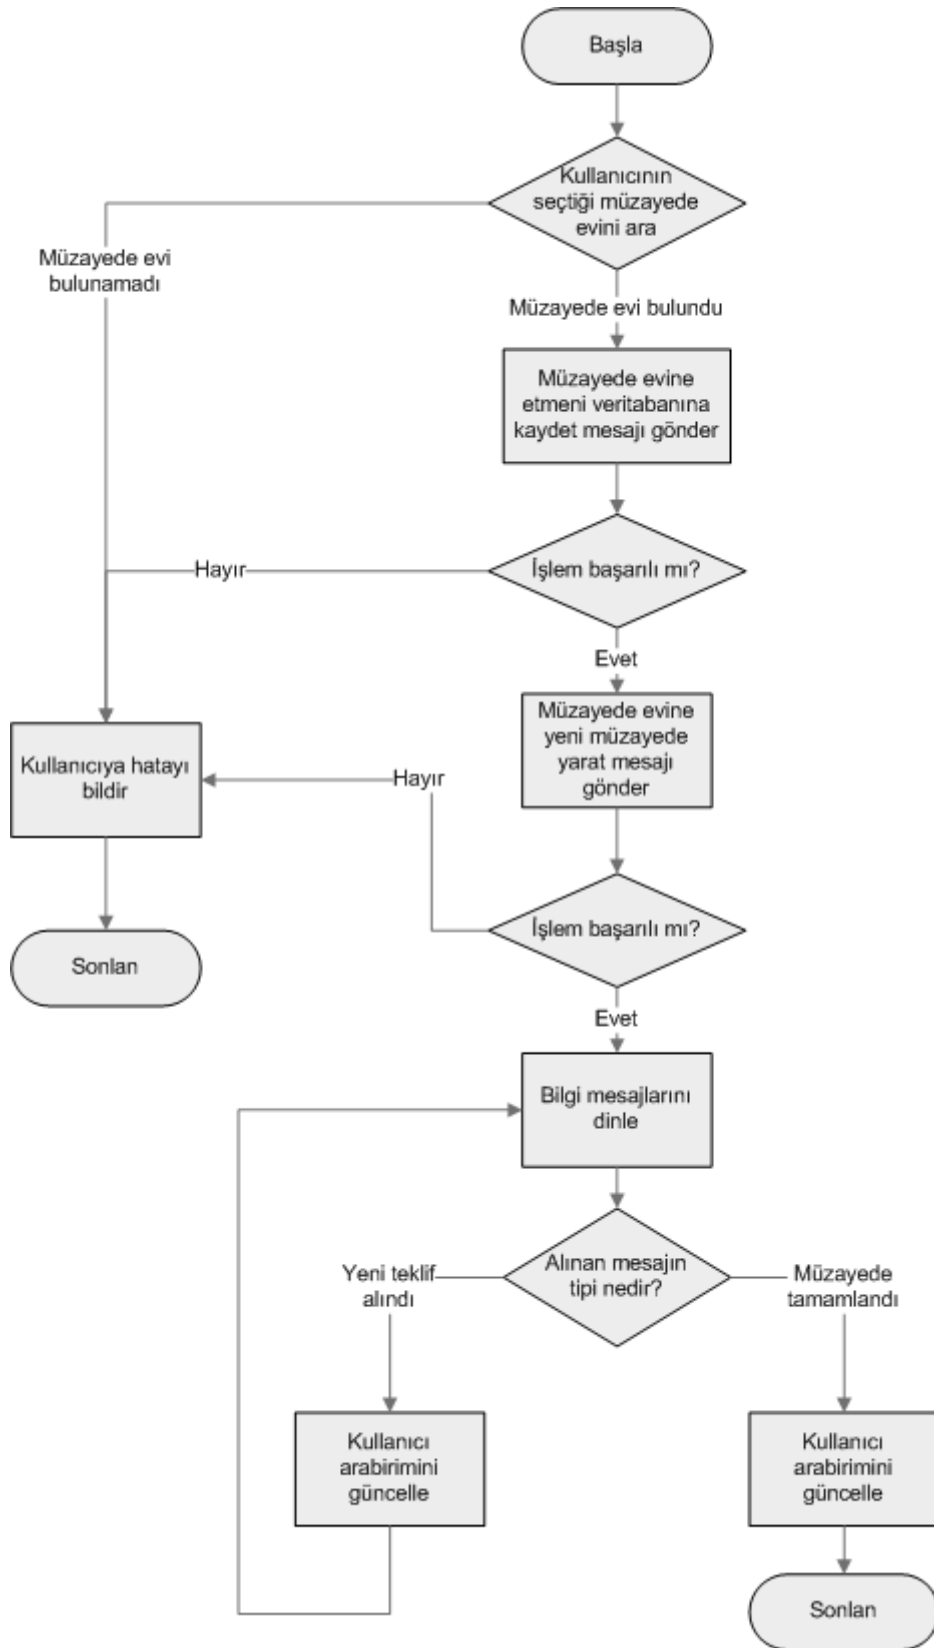 Başla
Kullanıcının
seçtiği müzayede
evini ara
Müzayede evi
bulunamadı
Müzayede evi bulundu
Müzayede evine
etmeni veritabanına
kaydet mesajı gönder
Hayır
İşlem başarılı mı?
Evet
Müzayede evine
yeni müzayede
yarat mesajı
gönder
Kullanıcıya hatayı
bildir
Hayır
İşlem başarılı mı?
Sonlan
Evet
Bilgi mesajlarını
dinle
Alınan mesajın
tipi nedir?
Yeni teklif
alındı
Müzayede
tamamlandı
Kullanıcı
arabirimini
güncelle
Kullanıcı
arabirimini
güncelle
Sonlan